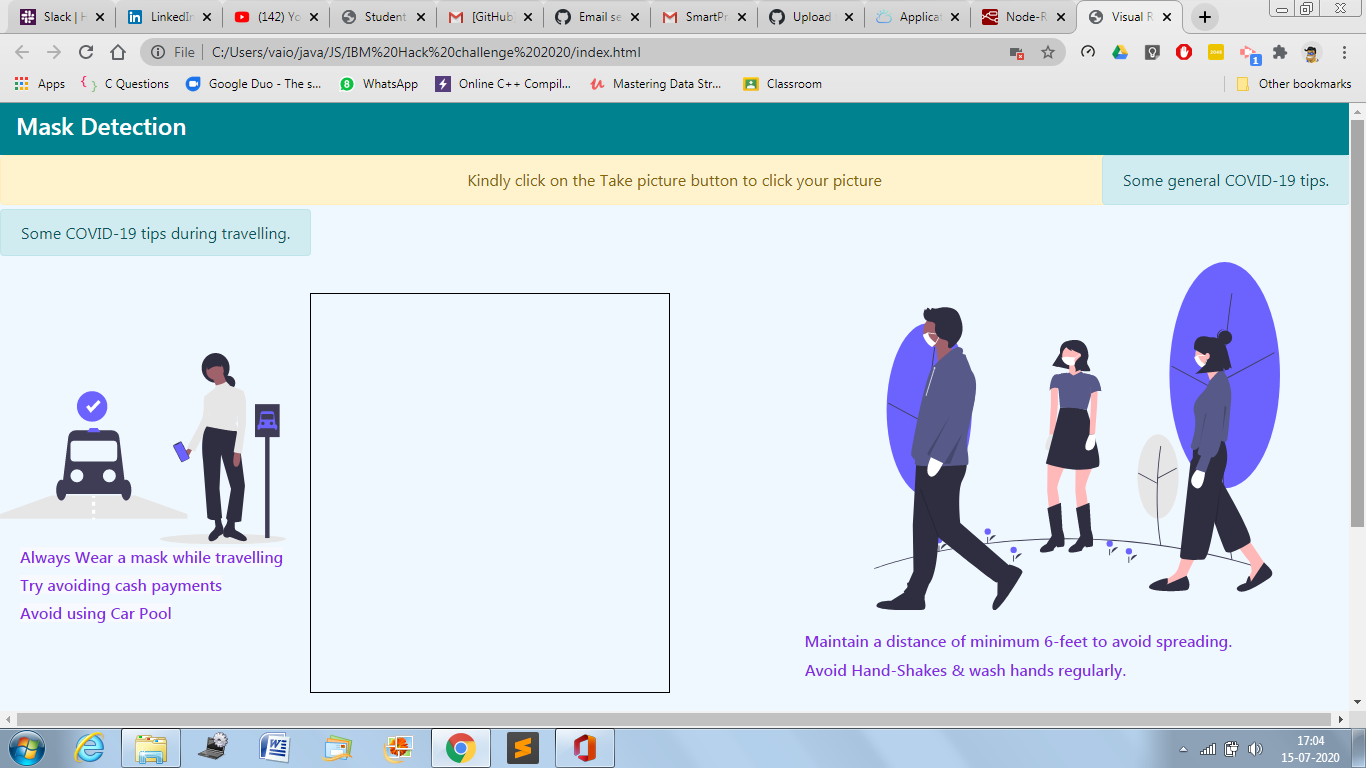 Slack | H
LinkedIn
(142) Yo
Student
[GitHub
Email se
SmartPr
Upload
Applicat
Node-R
Visual R
File
C:/Users/vaio/java/JS/IBM%20Hack%20challenge%202020/index.html
1
Apps
C Questions
Google Duo - The s...
8
WhatsApp
Online C++ Compil...
Mastering Data Str...
Classroom
Other bookmarks
Mask Detection
Kindly click on the Take picture button to click your picture
Some general COVID-19 tips.
Some COVID-19 tips during travelling.
Always Wear a mask while travelling
Try avoiding cash payments
Avoid using Car Pool
Maintain a distance of minimum 6-feet to avoid spreading.
Avoid Hand-Shakes & wash hands regularly.
17:04
15-07-2020